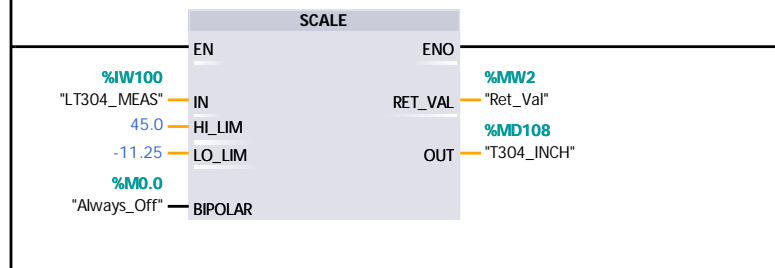 SCALE
EN ENO
%IW100 %MW2
"LT304_MEAS" IN RET_VAL "Ret_Val"
45.0 HI_LIM %MD108
-11.25 LO_LIM OUT "T304_INCH"
%M0.0
"Always_Off" BIPOLAR